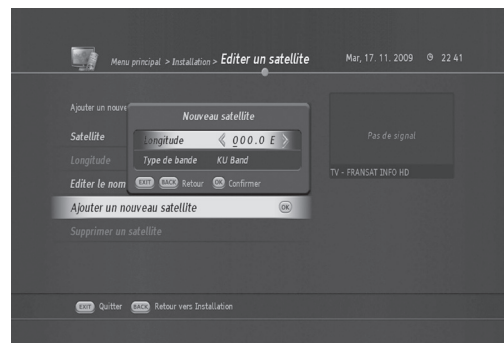 Menu principal > Installation > Editer un satellite
Mar, 17. 11. 2009 22 41
Ajouter un nouve
Nouveau satellite
Satellite
Longitude 000.0 E
Pas de signal
Longitude
Type de bande KU Band
TV - FRANSAT INFO HD
Editer le nom
EXIT BACK Retour OK Confirmer
Ajouter un nouveau satellite OK
Supprimer un satellite
EXIT Quitter BACK Retour vers Installation